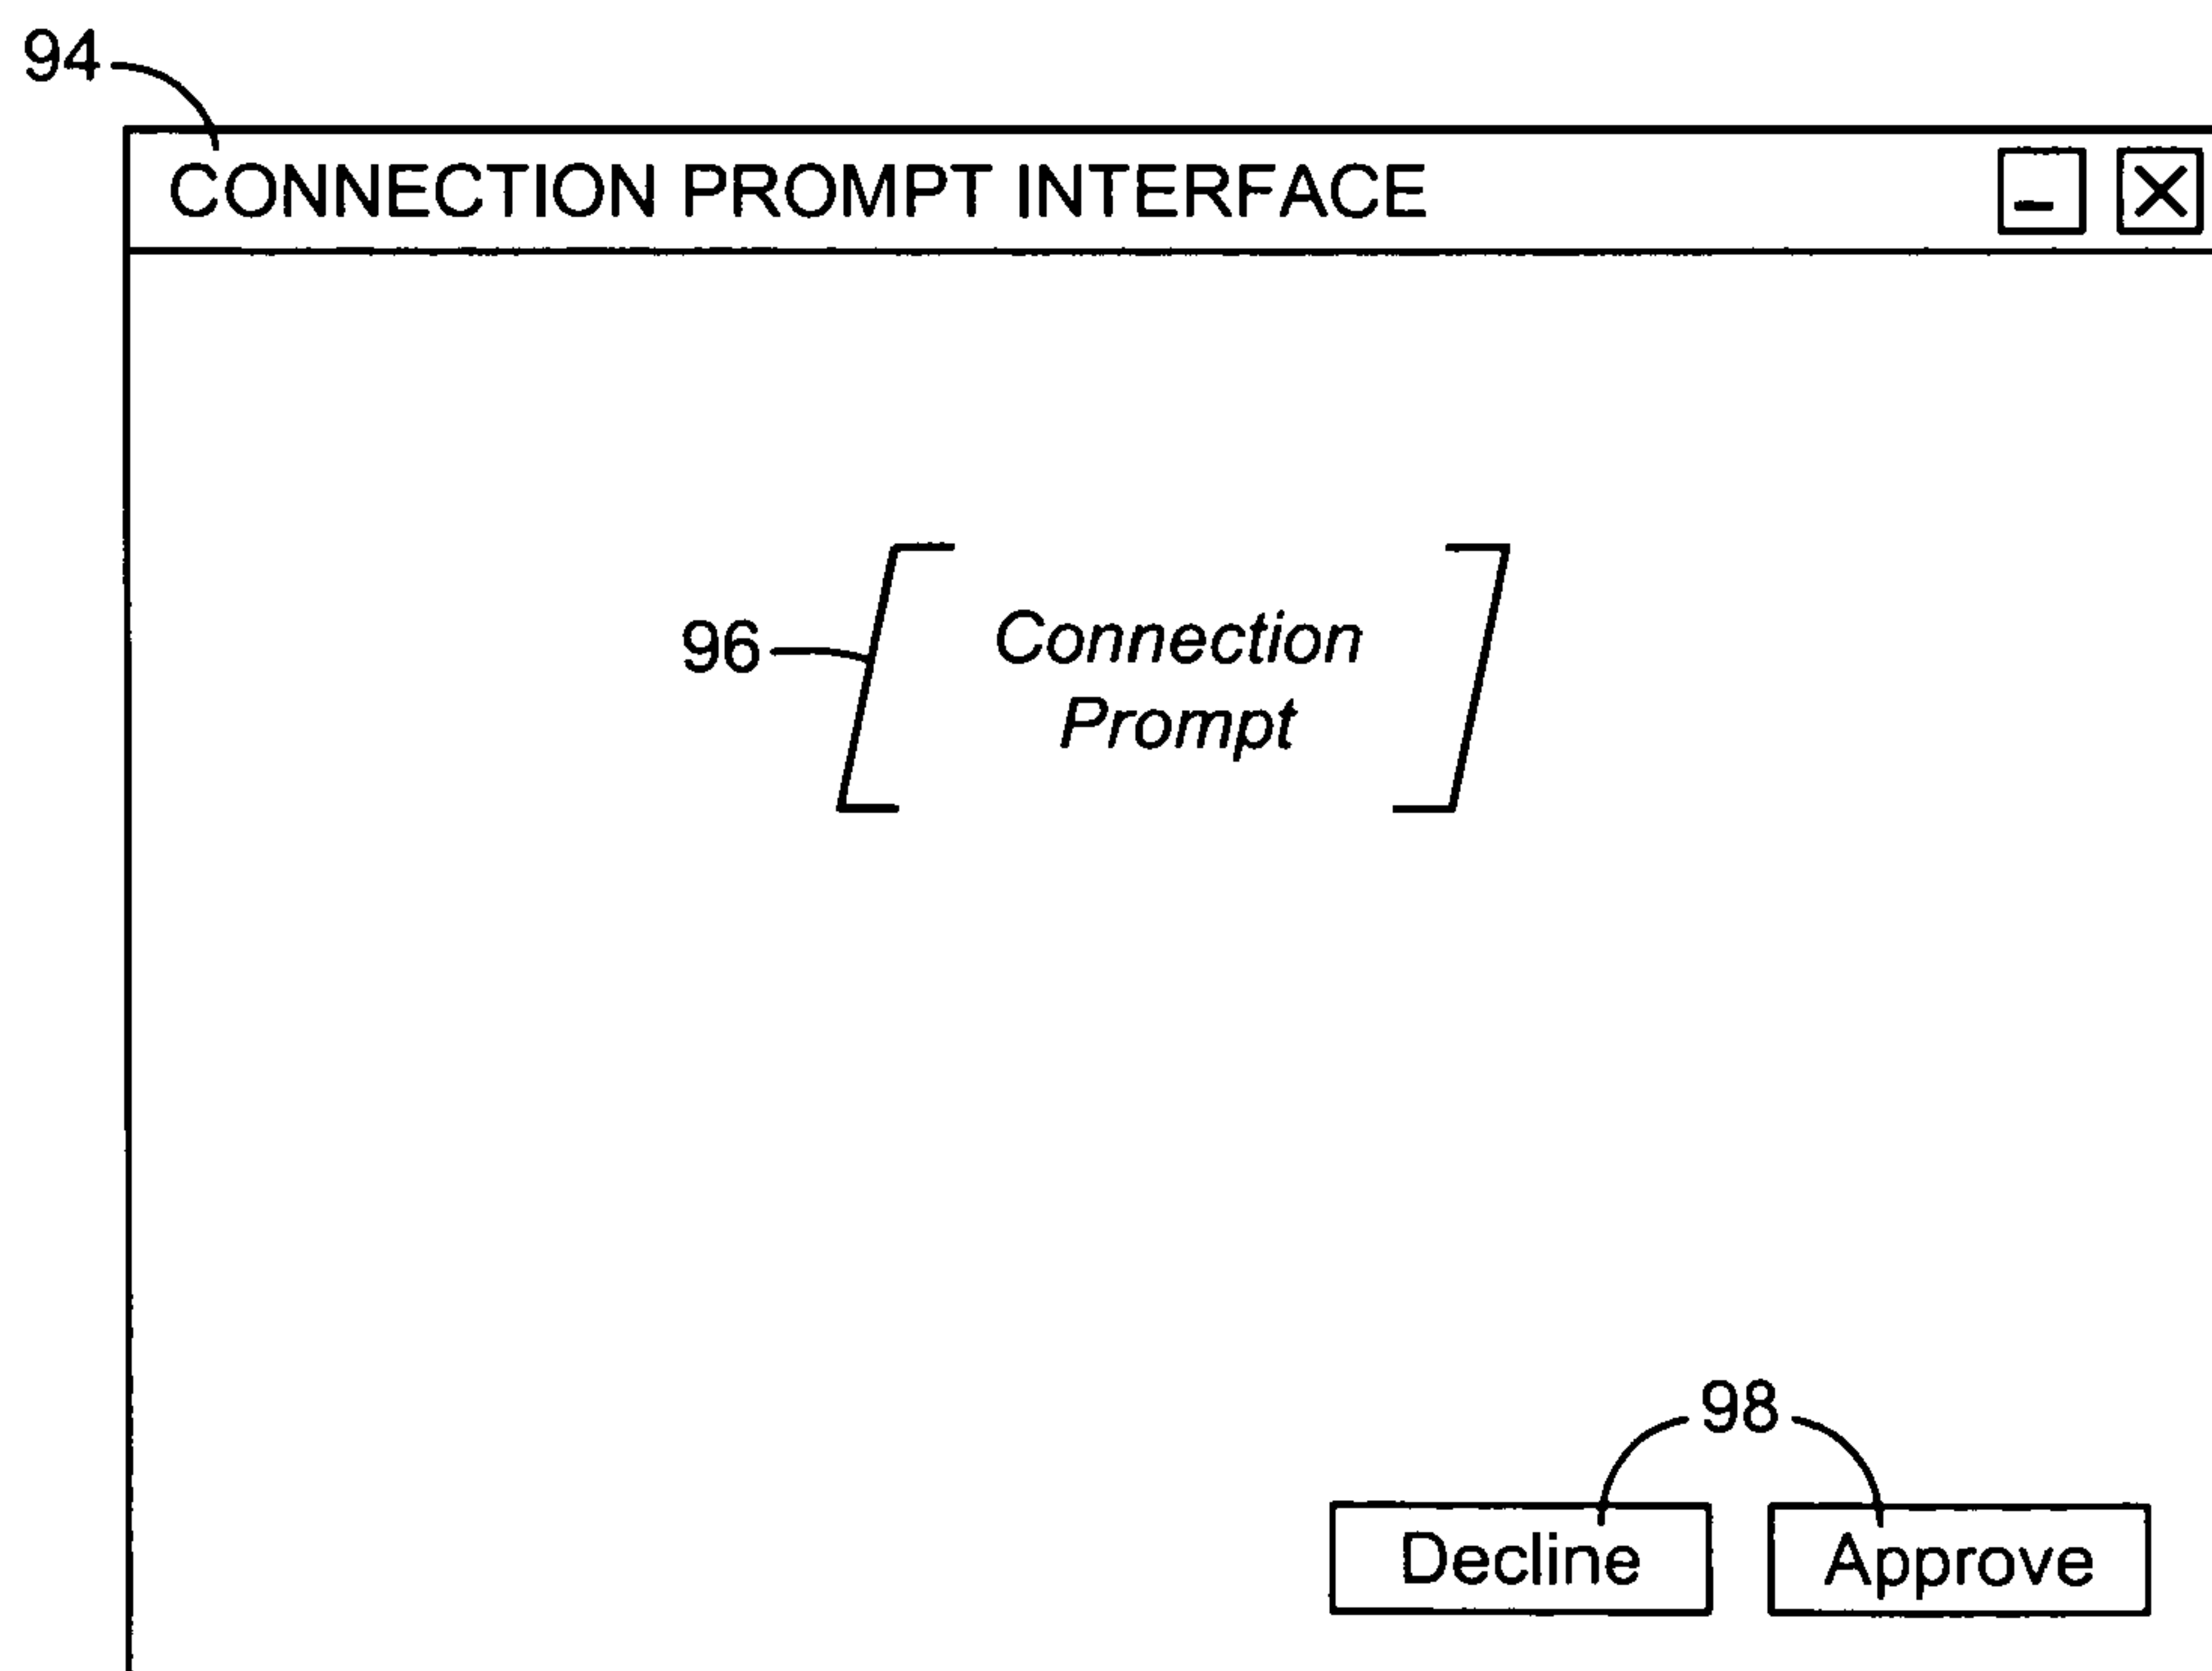 94
CONNECTION PROMPT INTERFACE
96
Connection
Prompt
98
Decline
Approve